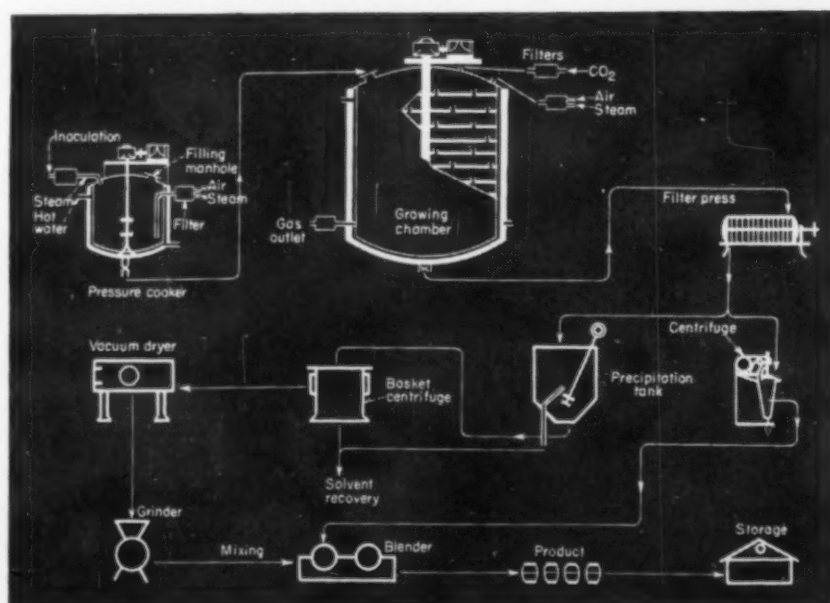 Filters
CO2
Air
Steam
Inoculation
Filling
manhole
Steam
Hot
water
Air
Steam
Filter
Gas
outlet
Growing
chamber
Filter press
Pressure cooker
Centrifuge
Vacuum dryer
Basket
centrifuge
Precipitation
tank
Solvent
recovery
Grinder
Mixing
Blender
Product
Storage